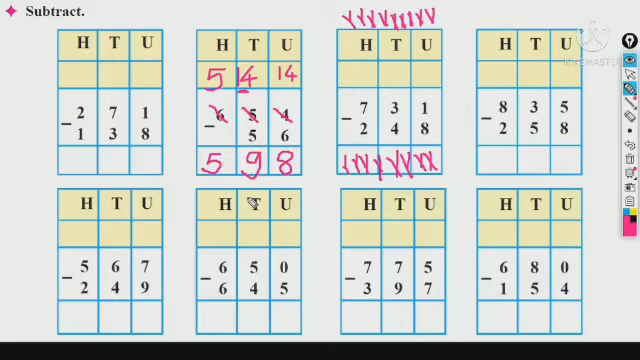 Subtract.
H T U H T U H T U H T U
5 14 14
2 7 1 6 5 4 7 3 1 8 3 5
− 1 3 8 − 5 6 − 2 4 8 − 2 5 8
5 9 8
H T U H U H T U H T U
5 6 7 6 5 0 7 7 5 6 8 0
− 2 4 9 − 6 4 5 − 3 9 7 − 1 5 4
KINEMASTER